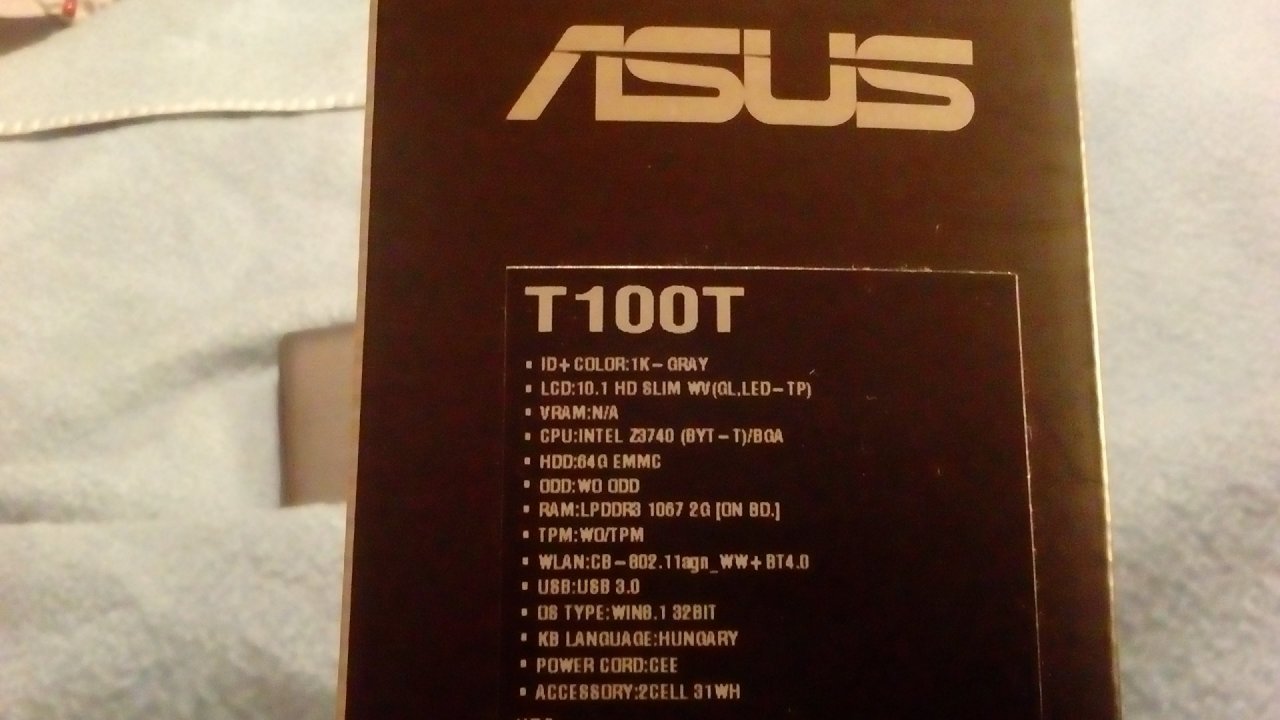 ASUS
T100T
▪ ID+COLOR:1K-GRAY
▪ LCD:10.1 HD SLIM WV(GL,LED-TP)
▪ VRAM:N/A
▪ CPU:INTEL Z3740 (BYT-T)/BGA
▪ HDD:64G EMMC
▪ ODD:WO ODD
▪ RAM:LPDDR3 1067 2G [ON BD.]
▪ TPM:WO/TPM
▪ WLAN:CB-802.11agn_WW+BT4.0
▪ USB:USB 3.0
▪ OS TYPE:WIN8.1 32BIT
▪ KB LANGUAGE:HUNGARY
▪ POWER CORD:CEE
▪ ACCESSORY:2CELL 31WH